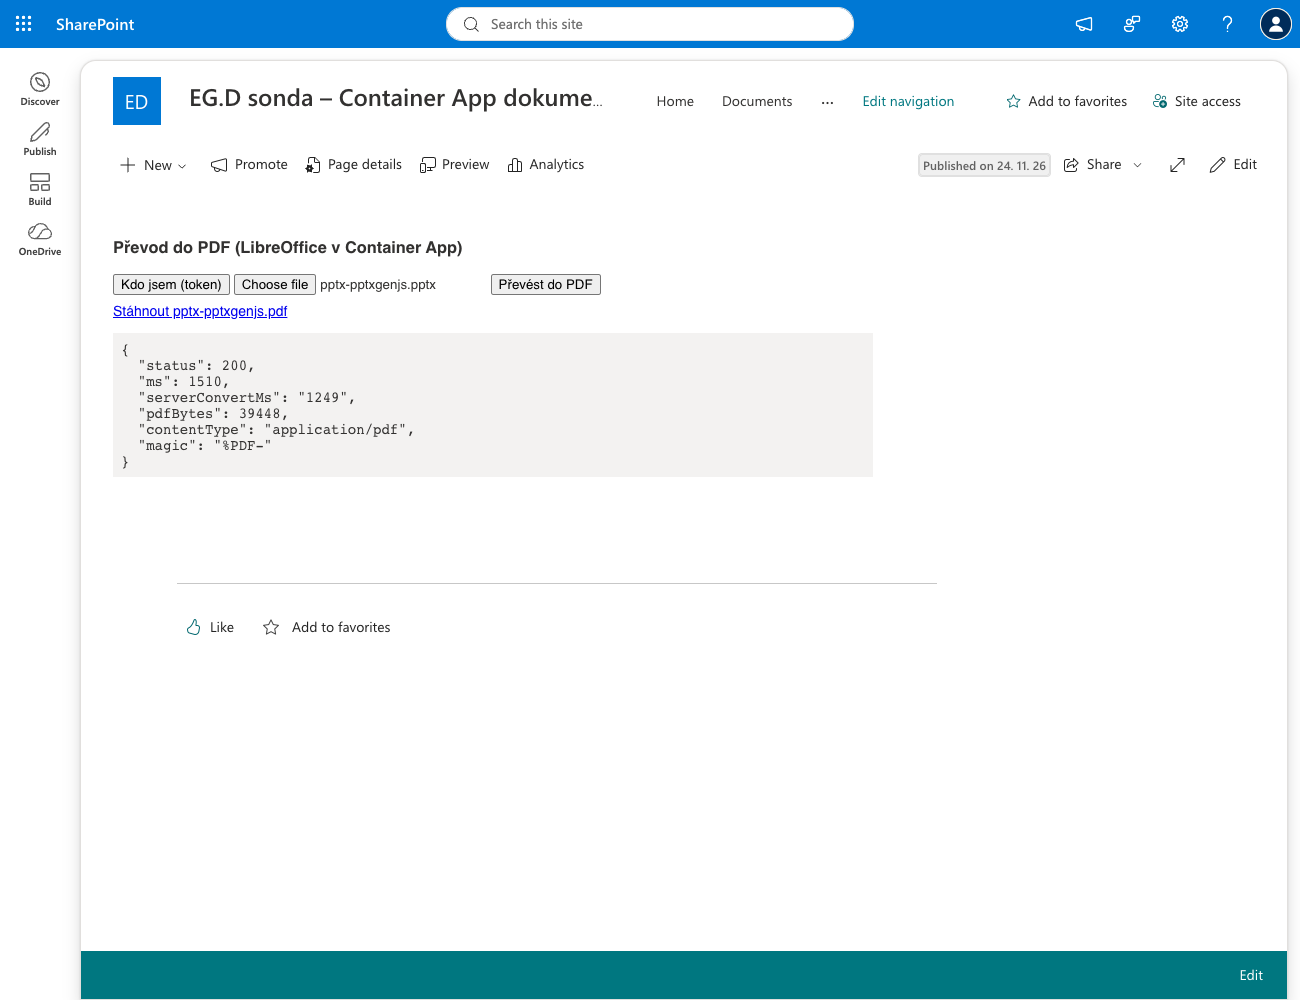 SharePoint
Search this site
Discover
Publish
Build
OneDrive
ED
EG.D sonda – Container App dokume...
Home
Documents
...
Edit navigation
Add to favorites
Site access
New
Promote
Page details
Preview
Analytics
Published on 24. 11. 26
Share
Edit
Převod do PDF (LibreOffice v Container App)
Kdo jsem (token) Choose file pptx-pptxgenjs.pptx Převést do PDF
Stáhnout pptx-pptxgenjs.pdf
{
  "status": 200,
  "ms": 1510,
  "serverConvertMs": "1249",
  "pdfBytes": 39448,
  "contentType": "application/pdf",
  "magic": "%PDF-"
}
Like
Add to favorites
Edit